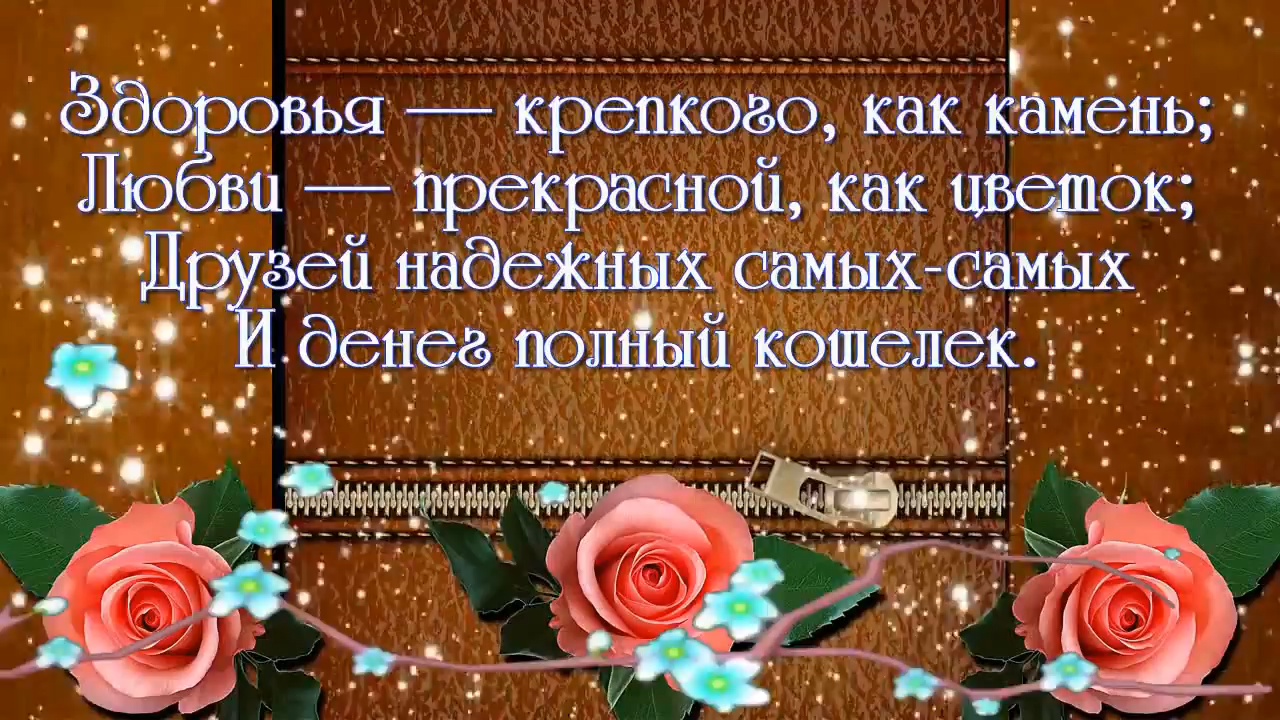 Здоровья — крепкого, как камень;
Любви — прекрасной, как цветок;
Друзей надежных самых-самых
И денег полный кошелек.